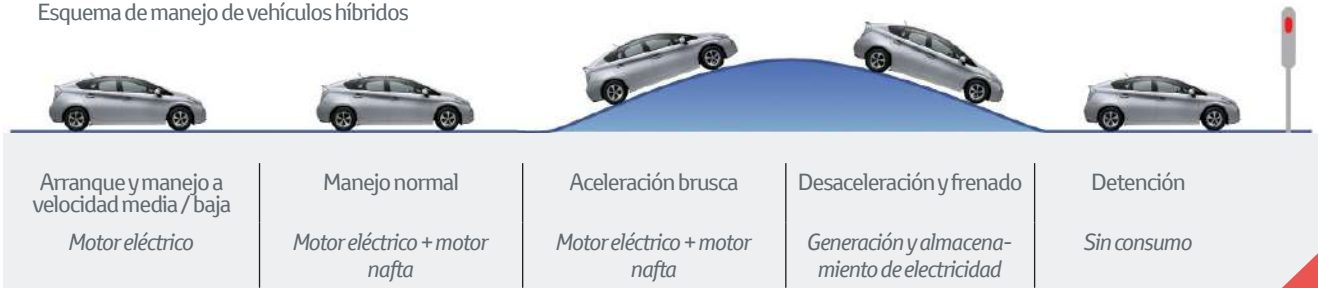 Esquema de manejo de vehículos híbridos
Arranque y manejo a
velocidad media / baja
Motor eléctrico
Manejo normal
Motor eléctrico + motor
nafta
Aceleración brusca
Motor eléctrico + motor
nafta
Desaceleración y frenado
Generación y almacena-
miento de electricidad
Detención
Sin consumo